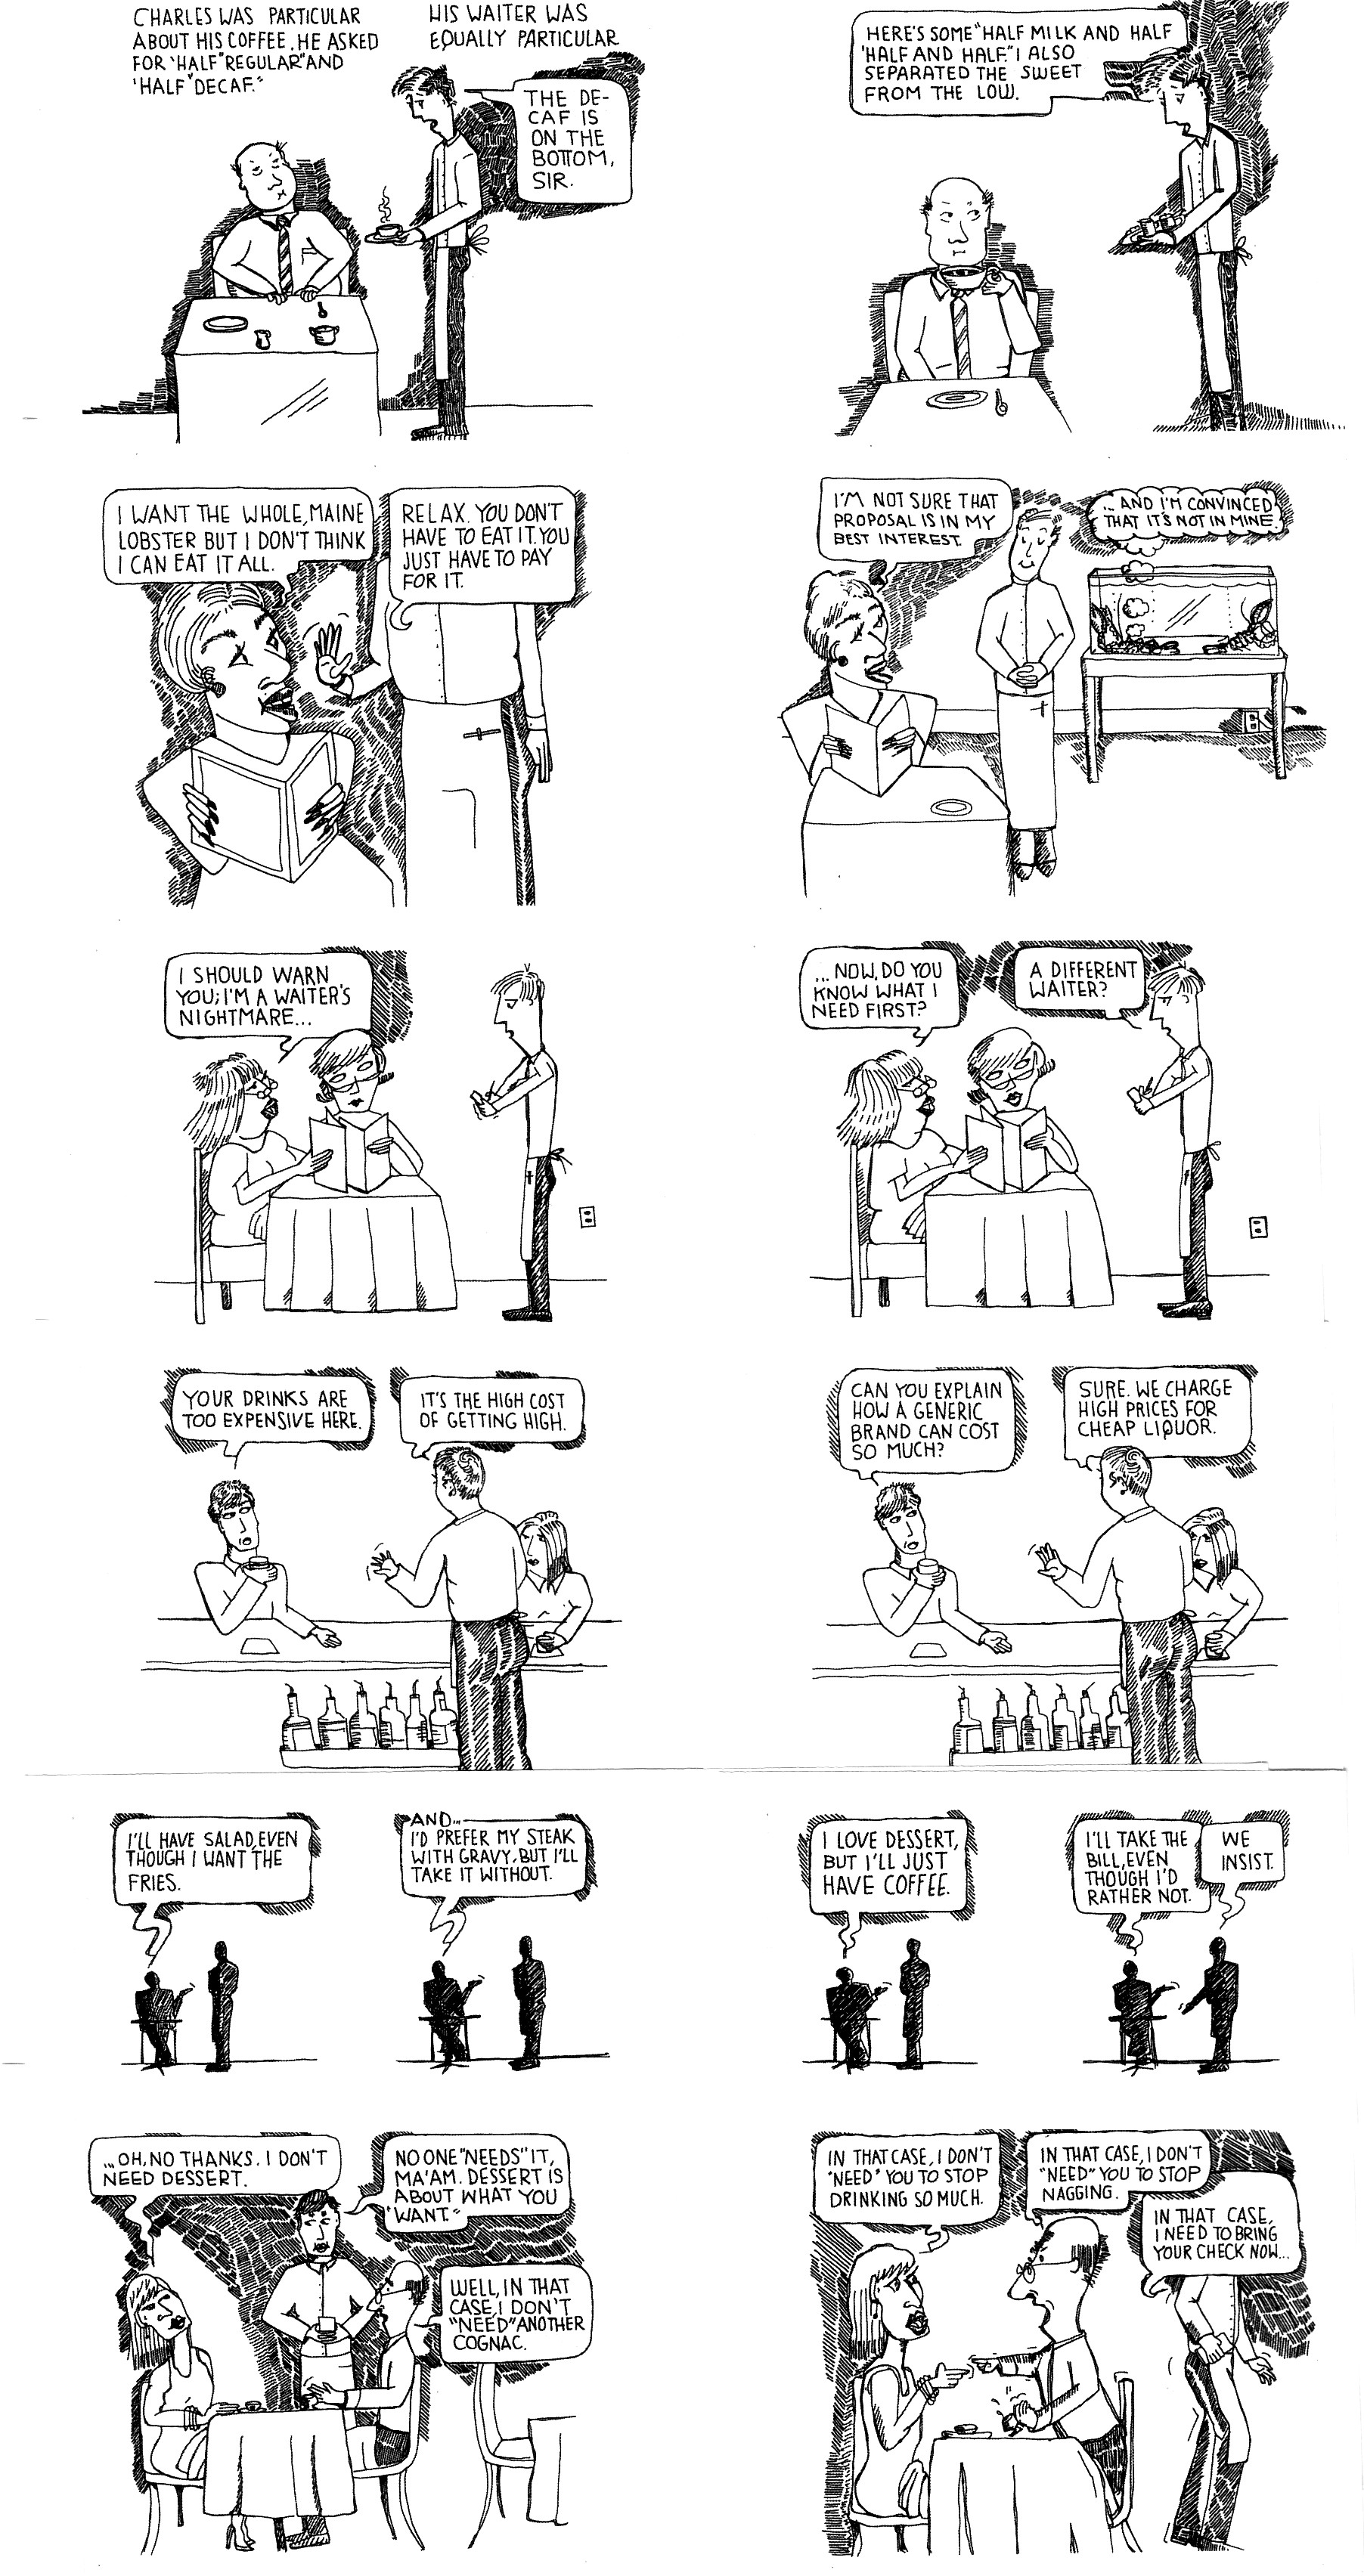 CHARLES WAS PARTICULAR
ABOUT HIS COFFEE. HE ASKED
FOR "HALF" REGULAR" AND
"HALF" DECAF."
HIS WAITER WAS
EQUALLY PARTICULAR
THE DE-
CAF IS
ON THE
BOTTOM,
SIR.
HERE'S SOME "HALF MILK AND HALF
'HALF AND HALF." I ALSO
SEPARATED THE SWEET
FROM THE LOW.
I WANT THE WHOLE, MAINE
LOBSTER BUT I DON'T THINK
I CAN EAT IT ALL.
RELAX. YOU DON'T
HAVE TO EAT IT. YOU
JUST HAVE TO PAY
FOR IT.
I'M NOT SURE THAT
PROPOSAL IS IN MY
BEST INTEREST.
... AND I'M CONVINCED
THAT IT'S NOT IN MINE.
I SHOULD WARN
YOU; I'M A WAITER'S
NIGHTMARE...
... NOW, DO YOU
KNOW WHAT I
NEED FIRST?
A DIFFERENT
WAITER?
YOUR DRINKS ARE
TOO EXPENSIVE HERE.
IT'S THE HIGH COST
OF GETTING HIGH.
CAN YOU EXPLAIN
HOW A GENERIC
BRAND CAN COST
SO MUCH?
SURE. WE CHARGE
HIGH PRICES FOR
CHEAP LIQUOR.
I'LL HAVE SALAD, EVEN
THOUGH I WANT THE
FRIES.
AND...
I'D PREFER MY STEAK
WITH GRAVY, BUT I'LL
TAKE IT WITHOUT.
I LOVE DESSERT,
BUT I'LL JUST
HAVE COFFEE.
I'LL TAKE THE
BILL, EVEN
THOUGH I'D
RATHER NOT.
WE
INSIST.
...OH, NO THANKS. I DON'T
NEED DESSERT.
NO ONE "NEEDS" IT,
MA'AM. DESSERT IS
ABOUT WHAT YOU
"WANT."
WELL, IN THAT
CASE, I DON'T
"NEED" ANOTHER
COGNAC.
IN THAT CASE, I DON'T
"NEED" YOU TO STOP
DRINKING SO MUCH.
IN THAT CASE, I DON'T
"NEED" YOU TO STOP
NAGGING.
IN THAT CASE,
I NEED TO BRING
YOUR CHECK NOW...